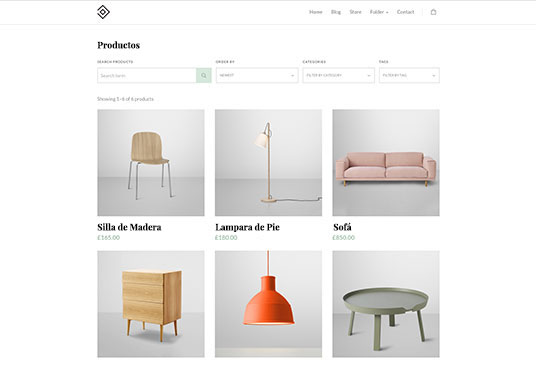 Home Blog Store Folder Contact
Productos
SEARCH PRODUCTS ORDER BY CATEGORIES TAGS
Search term NEWEST FILTER BY CATEGORY FILTER BY TAG
Showing 1-6 of 6 products
Silla de Madera Lampara de Pie Sofá
£165.00 £180.00 £850.00